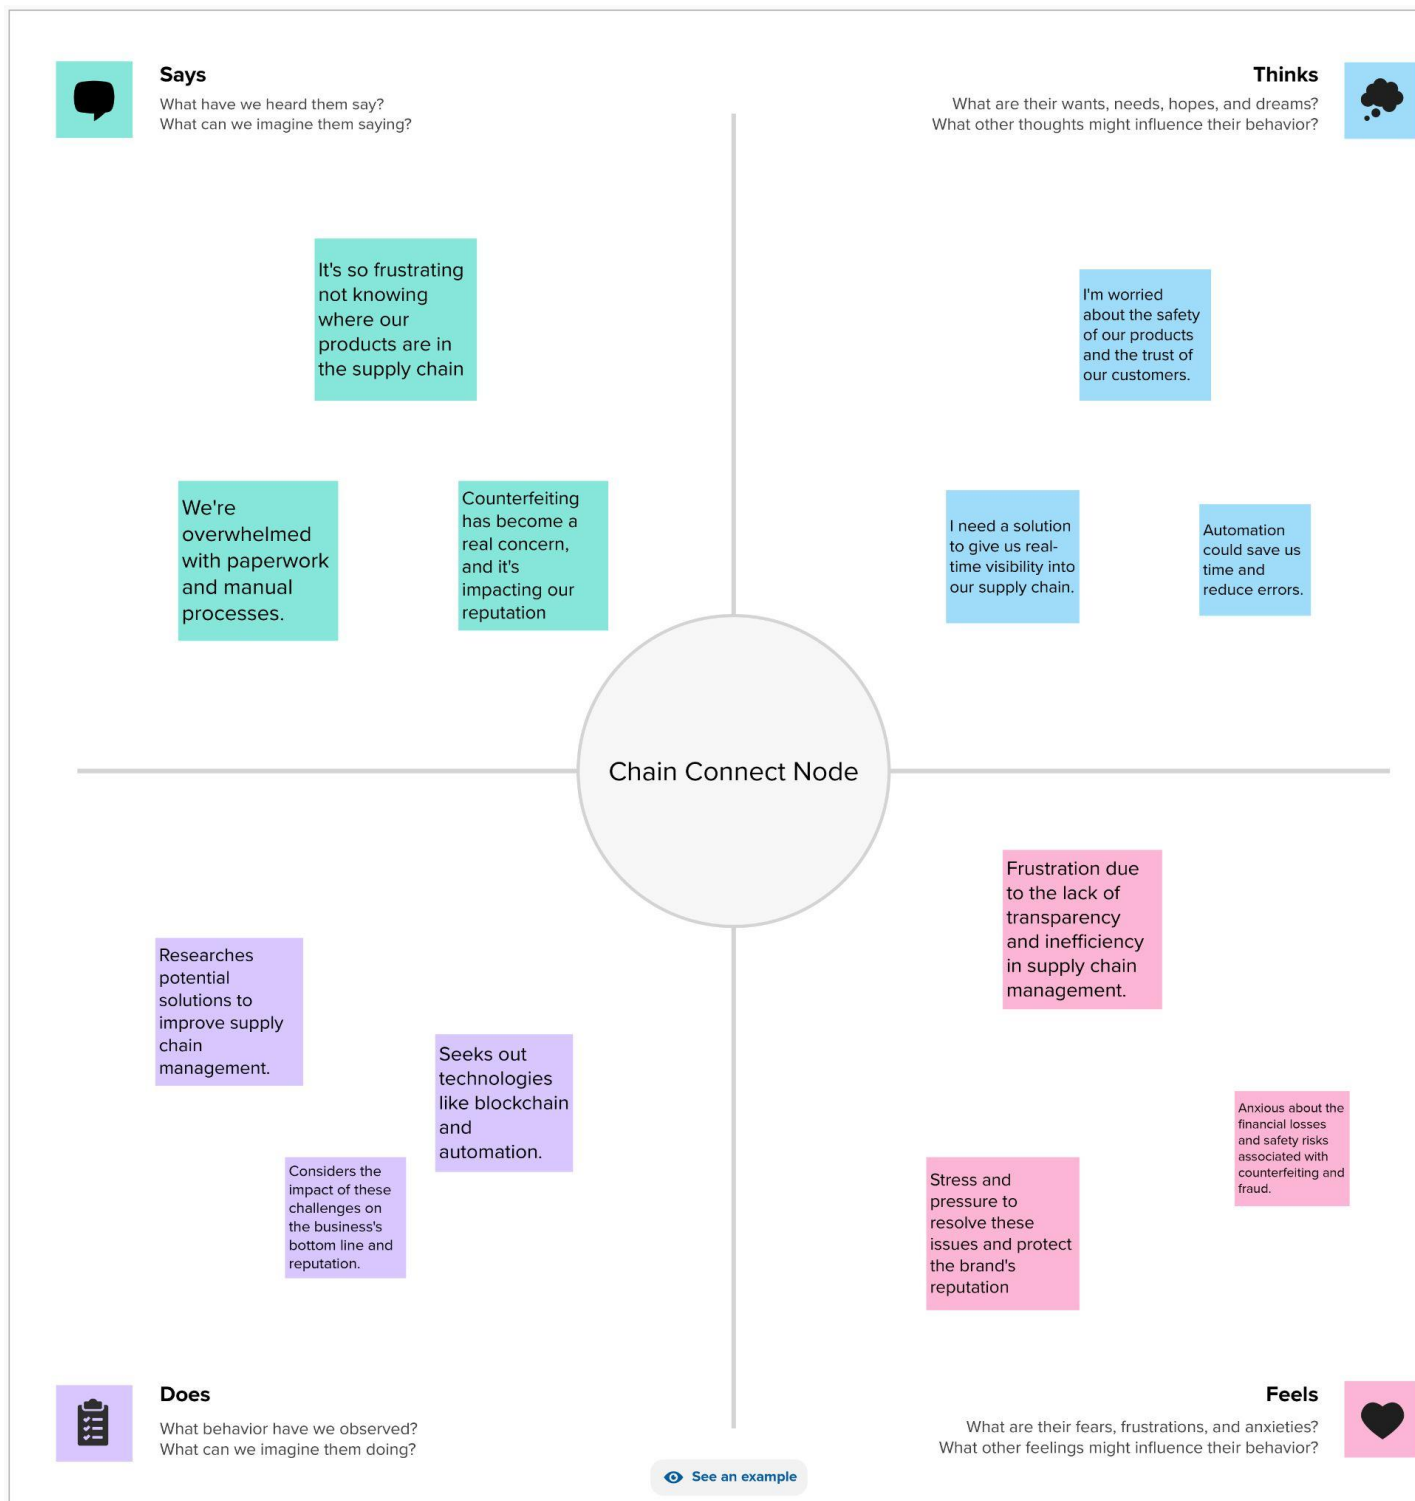 Says
What have we heard them say?
What can we imagine them saying?
Thinks
What are their wants, needs, hopes, and dreams?
What other thoughts might influence their behavior?
It's so frustrating
not knowing
where our
products are in
the supply chain
We're
overwhelmed
with paperwork
and manual
processes.
Counterfeiting
has become a
real concern,
and it's
impacting our
reputation
I'm worried
about the safety
of our products
and the trust of
our customers.
I need a solution
to give us real-
time visibility into
our supply chain.
Automation
could save us
time and
reduce errors.
Chain Connect Node
Researches
potential
solutions to
improve supply
chain
management.
Seeks out
technologies
like blockchain
and
automation.
Considers the
impact of these
challenges on
the business's
bottom line and
reputation.
Frustration due
to the lack of
transparency
and inefficiency
in supply chain
management.
Anxious about the
financial losses
and safety risks
associated with
counterfeiting and
fraud.
Stress and
pressure to
resolve these
issues and protect
the brand's
reputation
Does
What behavior have we observed?
What can we imagine them doing?
Feels
What are their fears, frustrations, and anxieties?
What other feelings might influence their behavior?
See an example